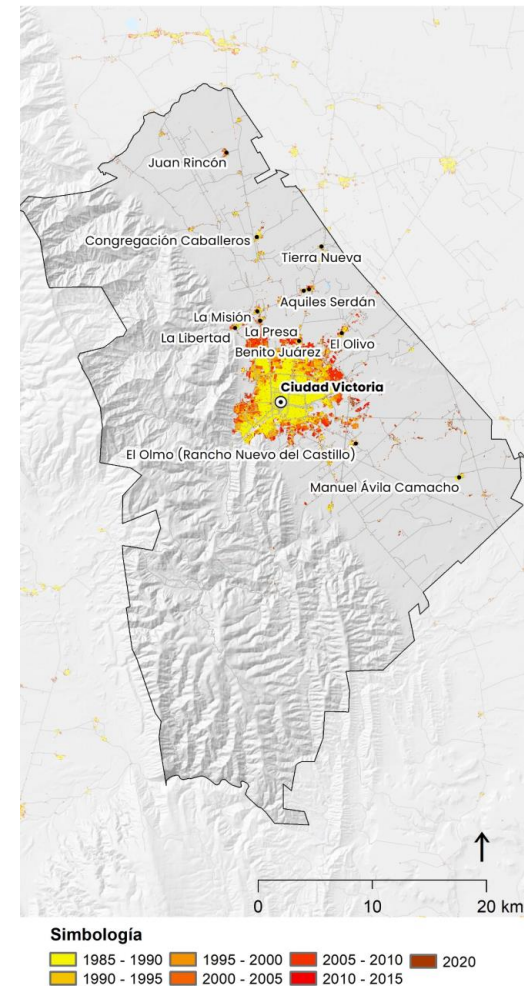 Juan Rincón
Congregación Caballeros
Tierra Nueva
Aquiles Serdán
La Misión
La Presa
La Libertad
El Olivo
Benito Juárez
Ciudad Victoria
El Olmo (Rancho Nuevo del Castillo)
Manuel Ávila Camacho
0 10 20 km
Simbología
1985 - 1990 1995 - 2000 2005 - 2010 2020
1990 - 1995 2000 - 2005 2010 - 2015